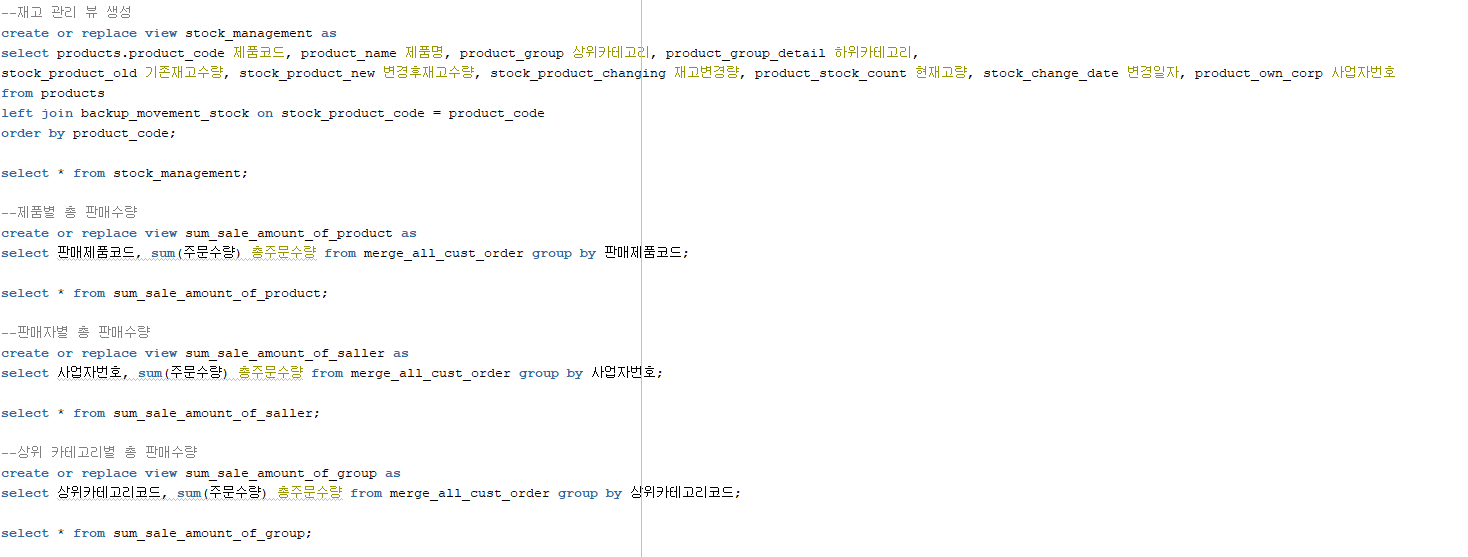 --재고 관리 뷰 생성
create or replace view stock_management as
select products.product_code 제품코드, product_name 제품명, product_group 상위카테고리, product_group_detail 하위카테고리,
stock_product_old 기존재고수량, stock_product_new 변경후재고수량, stock_product_changing 재고변경량, product_stock_count 현재고량, stock_change_date 변경일자, product_own_corp 사업자번호
from products
left join backup_movement_stock on stock_product_code = product_code
order by product_code;
select * from stock_management;
--제품별 총 판매수량
create or replace view sum_sale_amount_of_product as
select 판매제품코드, sum(주문수량) 총주문수량 from merge_all_cust_order group by 판매제품코드;
select * from sum_sale_amount_of_product;
--판매자별 총 판매수량
create or replace view sum_sale_amount_of_saller as
select 사업자번호, sum(주문수량) 총주문수량 from merge_all_cust_order group by 사업자번호;
select * from sum_sale_amount_of_saller;
--상위 카테고리별 총 판매수량
create or replace view sum_sale_amount_of_group as
select 상위카테고리코드, sum(주문수량) 총주문수량 from merge_all_cust_order group by 상위카테고리코드;
select * from sum_sale_amount_of_group;